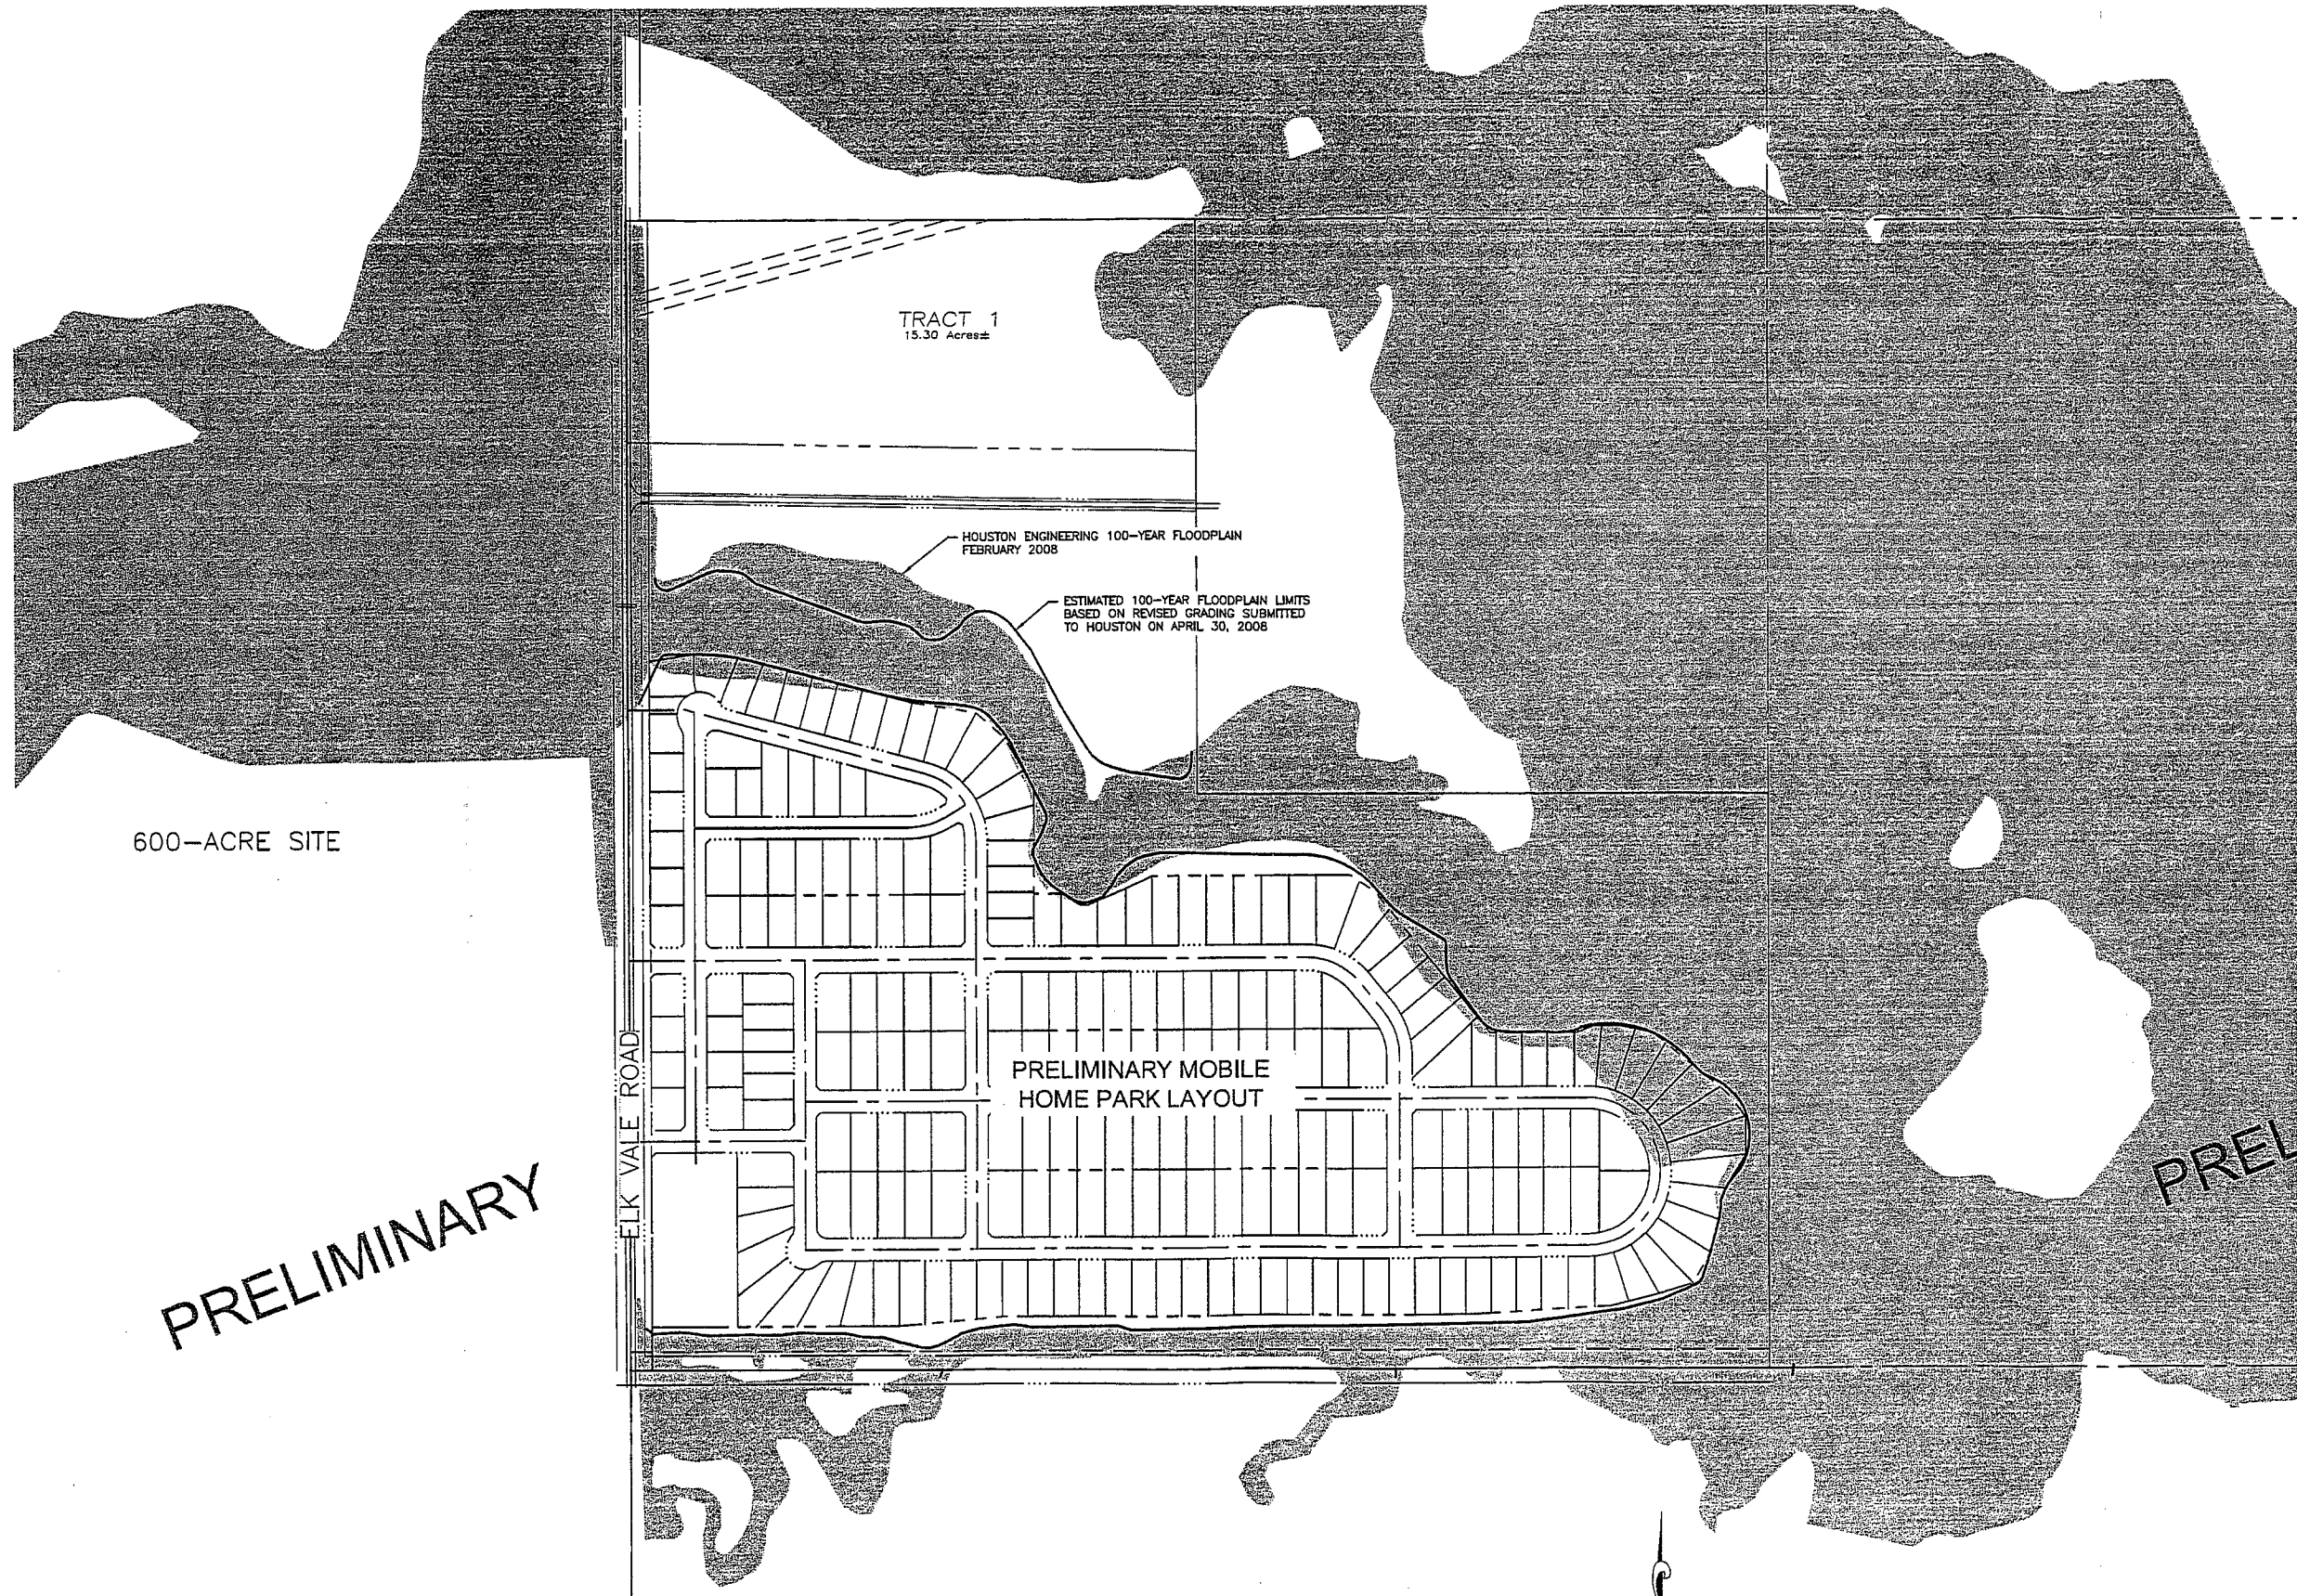 TRACT 1
15.30 Acres±
HOUSTON ENGINEERING 100-YEAR FLOODPLAIN
FEBRUARY 2008
ESTIMATED 100-YEAR FLOODPLAIN LIMITS
BASED ON REVISED GRADING SUBMITTED
TO HOUSTON ON APRIL 30, 2008
600-ACRE SITE
PRELIMINARY MOBILE
HOME PARK LAYOUT
ELK VALE ROAD
PRELIMINARY
PREL